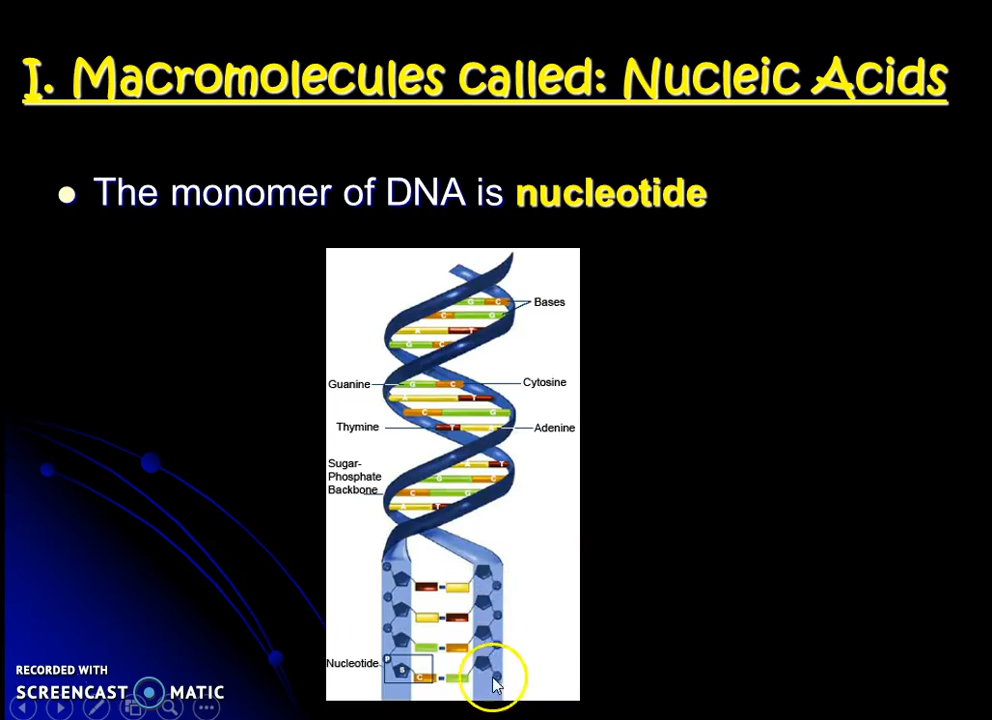 I. Macromolecules called: Nucleic Acids
The monomer of DNA is nucleotide
Bases
G C
C G
A T
G C
Guanine
G C
Cytosine
A T
C G
Thymine
T
Adenine
Sugar-
Phosphate
Backbone
A T
G C
C G
A T
Nucleotide
P
S
C
RECORDED WITH
SCREENCAST MATIC